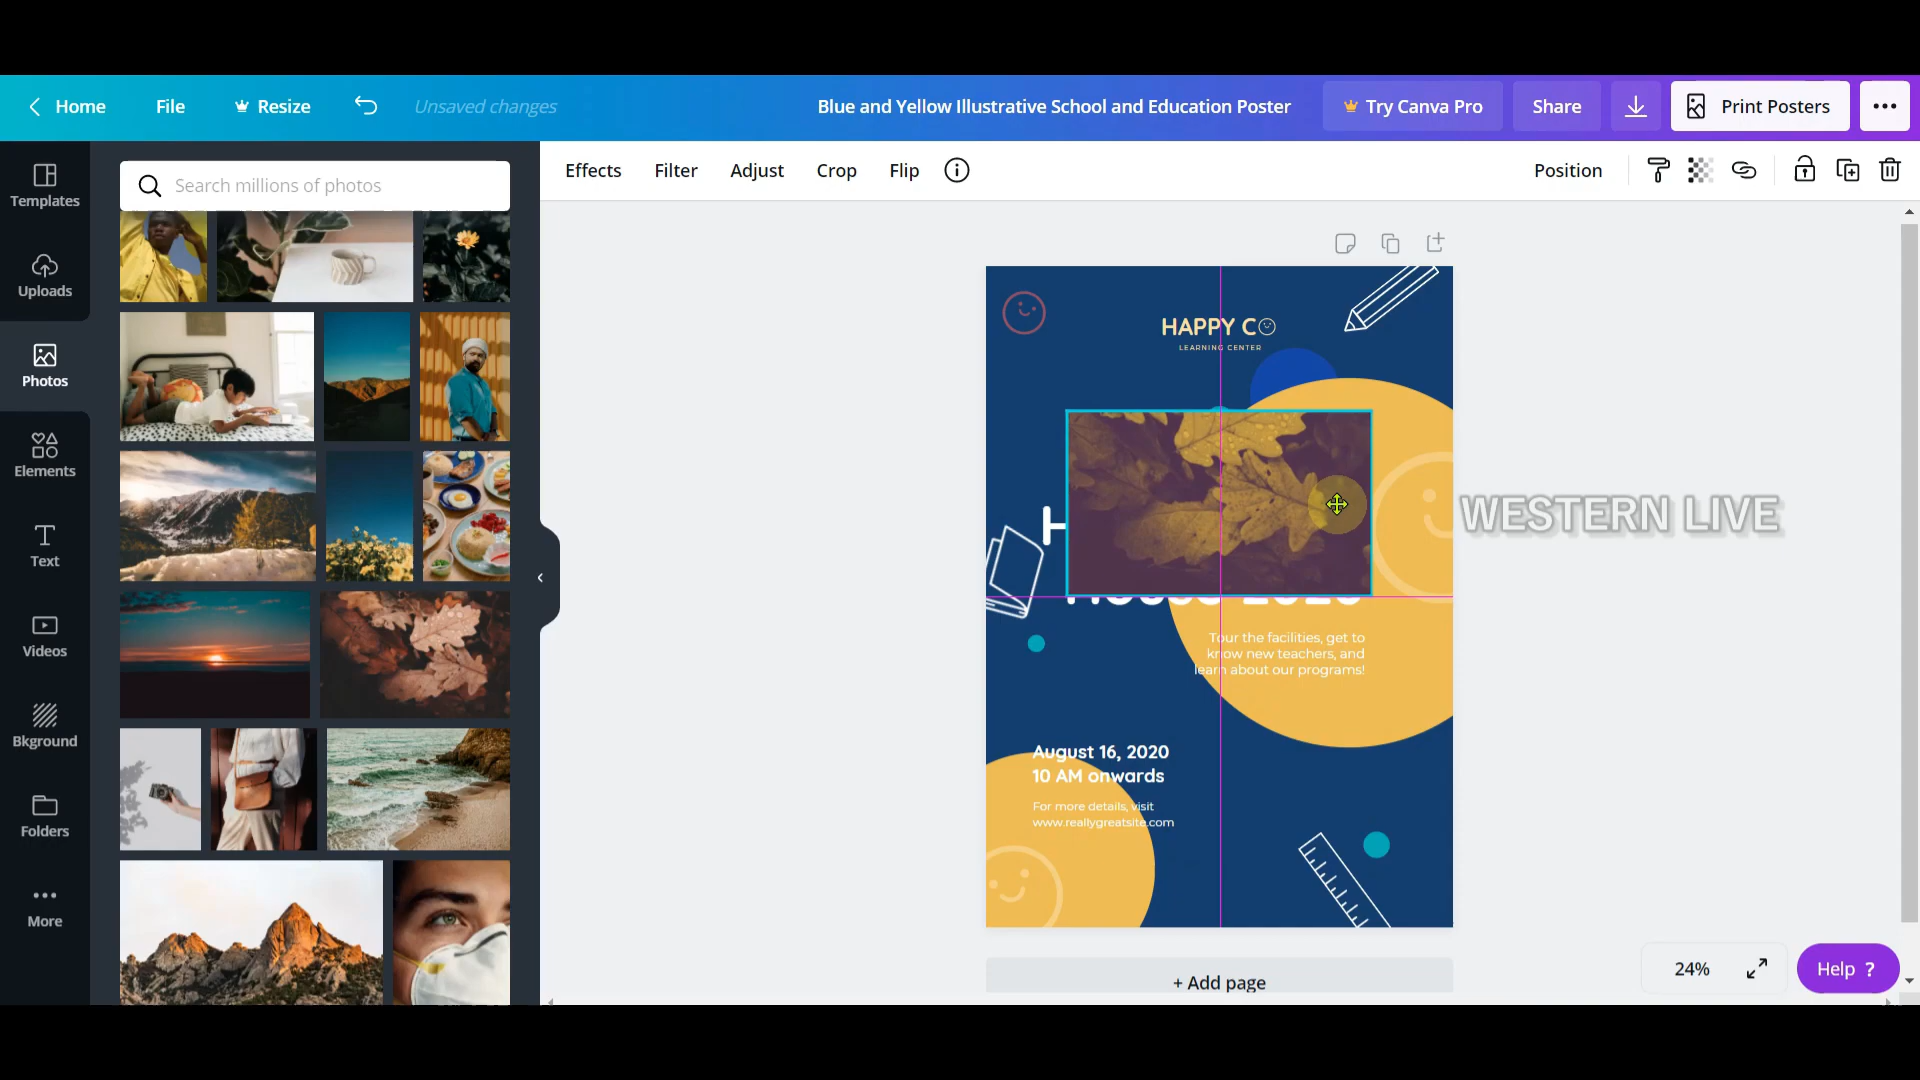 Home
File
Resize
Unsaved changes
Blue and Yellow Illustrative School and Education Poster
Try Canva Pro
Share
Print Posters
Templates
Uploads
Photos
Elements
Text
Videos
Bkground
Folders
More
Search millions of photos
Effects
Filter
Adjust
Crop
Flip
Position
HAPPY CO
LEARNING CENTER
H
WESTERN LIVE
House 2020
Tour the facilities, get to
know new teachers, and
learn about our programs!
August 16, 2020
10 AM onwards
For more details, visit
www.reallygreatsite.com
+ Add page
24%
Help ?